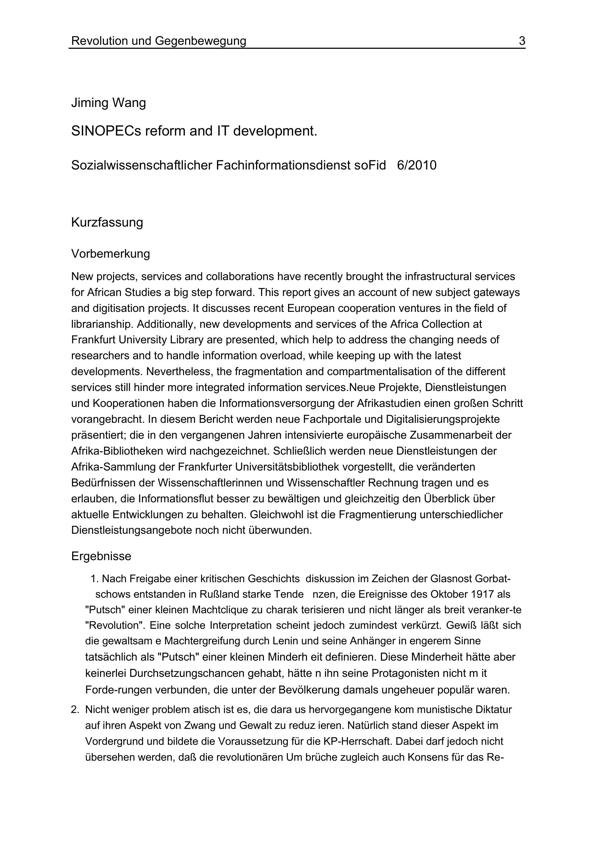 Revolution und Gegenbewegung 3
Jiming Wang
SINOPECs reform and IT development.
Sozialwissenschaftlicher Fachinformationsdienst soFid 6/2010
Kurzfassung
Vorbemerkung
New projects, services and collaborations have recently brought the infrastructural services
for African Studies a big step forward. This report gives an account of new subject gateways
and digitisation projects. It discusses recent European cooperation ventures in the field of
librarianship. Additionally, new developments and services of the Africa Collection at
Frankfurt University Library are presented, which help to address the changing needs of
researchers and to handle information overload, while keeping up with the latest
developments. Nevertheless, the fragmentation and compartmentalisation of the different
services still hinder more integrated information services.Neue Projekte, Dienstleistungen
und Kooperationen haben die Informationsversorgung der Afrikastudien einen großen Schritt
vorangebracht. In diesem Bericht werden neue Fachportale und Digitalisierungsprojekte
präsentiert; die in den vergangenen Jahren intensivierte europäische Zusammenarbeit der
Afrika-Bibliotheken wird nachgezeichnet. Schließlich werden neue Dienstleistungen der
Afrika-Sammlung der Frankfurter Universitätsbibliothek vorgestellt, die veränderten
Bedürfnissen der Wissenschaftlerinnen und Wissenschaftler Rechnung tragen und es
erlauben, die Informationsflut besser zu bewältigen und gleichzeitig den Überblick über
aktuelle Entwicklungen zu behalten. Gleichwohl ist die Fragmentierung unterschiedlicher
Dienstleistungsangebote noch nicht überwunden.
Ergebnisse
1. Nach Freigabe einer kritischen Geschichts diskussion im Zeichen der Glasnost Gorbat-
schows entstanden in Rußland starke Tende nzen, die Ereignisse des Oktober 1917 als
"Putsch" einer kleinen Machtclique zu charak terisieren und nicht länger als breit veranker-te
"Revolution". Eine solche Interpretation scheint jedoch zumindest verkürzt. Gewiß läßt sich
die gewaltsam e Machtergreifung durch Lenin und seine Anhänger in engerem Sinne
tatsächlich als "Putsch" einer kleinen Minderh eit definieren. Diese Minderheit hätte aber
keinerlei Durchsetzungschancen gehabt, hätte n ihn seine Protagonisten nicht m it
Forde-rungen verbunden, die unter der Bevölkerung damals ungeheuer populär waren.
2. Nicht weniger problem atisch ist es, die dara us hervorgegangene kom munistische Diktatur
auf ihren Aspekt von Zwang und Gewalt zu reduz ieren. Natürlich stand dieser Aspekt im
Vordergrund und bildete die Voraussetzung für die KP-Herrschaft. Dabei darf jedoch nicht
übersehen werden, daß die revolutionären Um brüche zugleich auch Konsens für das Re-